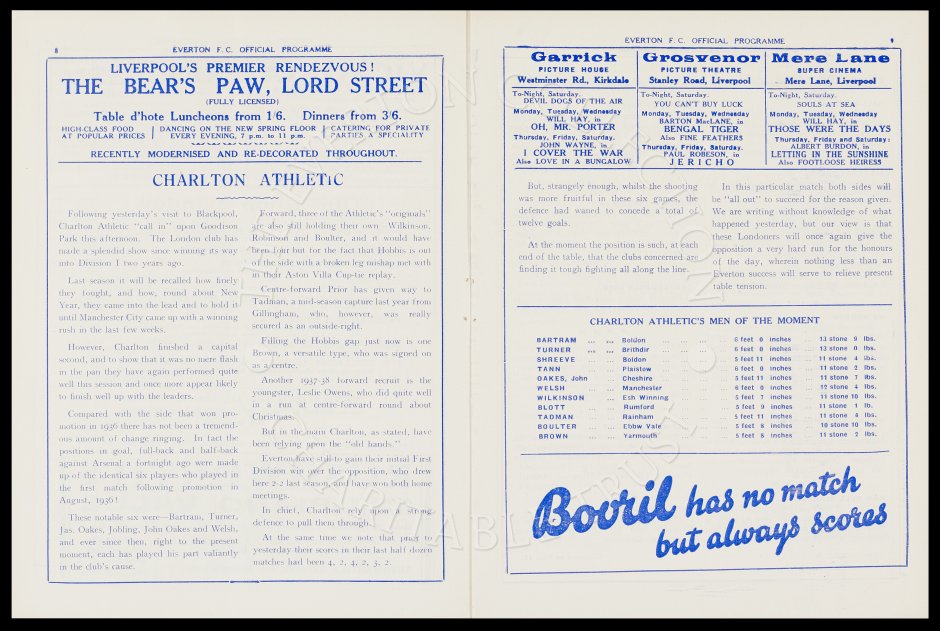 8
EVERTON F. C. OFFICIAL PROGRAMME
LIVERPOOL'S PREMIER RENDEZVOUS !
THE BEAR'S PAW, LORD STREET
(FULLY LICENSED)
Table d'hote Luncheons from 1/6. Dinners from 3/6.
HIGH-CLASS FOOD AT POPULAR PRICES
DANCING ON THE NEW SPRING FLOOR EVERY EVENING, 7 p.m. to 11 p.m.
CATERING FOR PRIVATE PARTIES A SPECIALITY
RECENTLY MODERNISED AND RE-DECORATED THROUGHOUT.
CHARLTON ATHLETIC
Following yesterday's visit to Blackpool,
Charlton Athletic "call in" upon Goodison
Park this afternoon. The London club has
made a splendid show since winning its way
into Division I two years ago.
Last season it will be recalled how finely
they fought, and how, round about New
Year, they came into the lead and to hold it
until Manchester City came up with a winning
rush in the last few weeks.
However, Charlton finished a capital
second, and to show that it was no mere flash
in the pan they have again performed quite
well this session and once more appear likely
to finish well up with the leaders.
Compared with the side that won pro-
motion in 1936 there has not been a tremend-
ous amount of change ringing. In fact the
positions in goal, full-back and half-back
against Arsenal a fortnight ago were made
up of the identical six players who played in
the first match following promotion in
August, 1936!
These notable six were—Bartram, Turner,
Jas. Oakes, Jobling, John Oakes and Welsh,
and ever since then, right to the present
moment, each has played his part valiantly
in the club's cause.
Forward, three of the Athletic's "originals"
are also still holding their own—Wilkinson,
Robinson and Boulter, and it would have
been four but for the fact that Hobbis is out
of the side with a broken leg mishap met with
in their Aston Villa Cup-tie replay.
Centre-forward Prior has given way to
Tadman, a mid-season capture last year from
Gillingham, who, however, was really
secured as an outside-right.
Filling the Hobbis gap just now is one
Brown, a versatile type, who was signed on
as a centre.
Another 1937-38 forward recruit is the
youngster, Leslie Owens, who did quite well
in a run at centre-forward round about
Christmas.
But in the main Charlton, as stated, have
been relying upon the "old hands."
Everton have still to gain their initial First
Division win over the opposition, who drew
here 2-2 last season, and have won both home
meetings.
In chief, Charlton rely upon a strong
defence to pull them through.
At the same time we note that prior to
yesterday their scores in their last half dozen
matches had been 4, 2, 4, 2, 3, 2.
EVERTON F. C. OFFICIAL PROGRAMME
9
Garrick
PICTURE HOUSE
Westminster Rd., Kirkdale
To-Night, Saturday.
DEVIL DOGS OF THE AIR
Monday, Tuesday, Wednesday
WILL HAY, in
OH, MR. PORTER
Thursday, Friday, Saturday.
JOHN WAYNE, in
I COVER THE WAR
Also LOVE IN A BUNGALOW
Grosvenor
PICTURE THEATRE
Stanley Road, Liverpool
To-Night, Saturday.
YOU CAN'T BUY LUCK
Monday, Tuesday, Wednesday
BARTON MacLANE, in
BENGAL TIGER
Also FINE FEATHERS
Thursday, Friday, Saturday.
PAUL ROBESON, in
JERICHO
Mere Lane
SUPER CINEMA
Mere Lane, Liverpool
To-Night, Saturday.
SOULS AT SEA
Monday, Tuesday, Wednesday
WILL HAY, in
THOSE WERE THE DAYS
Thursday, Friday and Saturday:
ALBERT BURDON, in
LETTING IN THE SUNSHINE
Also FOOTLOOSE HEIRESS
But, strangely enough, whilst the shooting
was more fruitful in these six games, the
defence had waned to concede a total of
twelve goals.
At the moment the position is such, at each
end of the table, that the clubs concerned are
finding it tough fighting all along the line.
In this particular match both sides will
be "all out" to succeed for the reason given.
We are writing without knowledge of what
happened yesterday, but our view is that
these Londoners will once again give the
opposition a very hard run for the honours
of the day, wherein nothing less than an
Everton success will serve to relieve present
table tension.
CHARLTON ATHLETIC'S MEN OF THE MOMENT
BARTRAM ... ... Boldon 6 feet 0 inches ... 13 stone 9 lbs.
TURNER ... ... Brithdir 6 feet 0 inches ... 13 stone 0 lbs.
SHREEVE ... Boldon 5 feet 11 inches ... 11 stone 4 lbs.
TANN ... ... Plaistow 6 feet 0 inches ... 11 stone 2 lbs.
OAKES, John ... Cheshire 5 feet 11 inches ... 11 stone 7 lbs.
WELSH ... ... Manchester 6 feet 0 inches ... 12 stone 4 lbs.
WILKINSON ... Esh Winning 5 feet 7 inches ... 11 stone 10 lbs.
BLOTT ... ... Rumford 5 feet 9 inches ... 11 stone 1 lb.
TADMAN ... ... Rainham 5 feet 11 inches ... 11 stone 4 lbs.
BOULTER ... ... Ebbw Vale 5 feet 8 inches ... 10 stone 10 lbs.
BROWN ... ... Yarmouth 5 feet 8 inches ... 11 stone 2 lbs.
Bovril has no match
but always scores